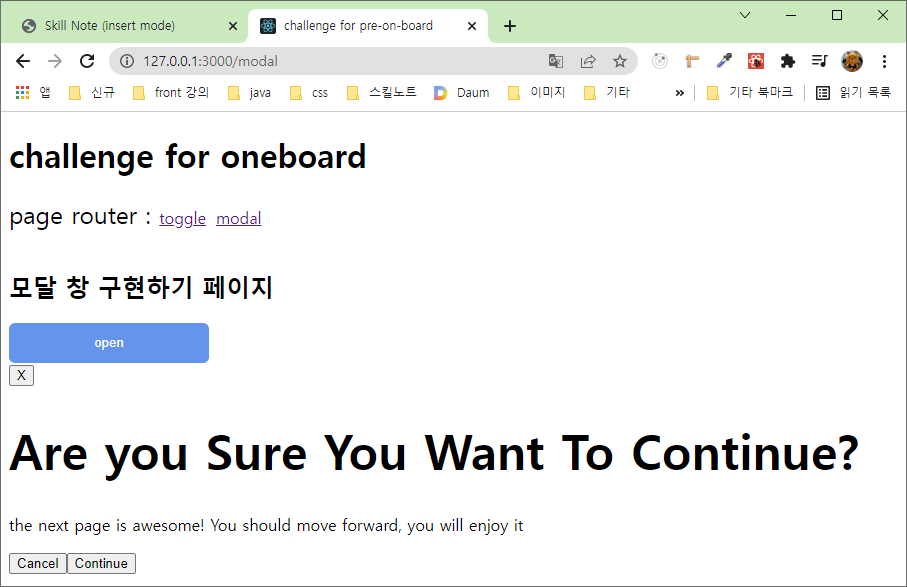 Skill Note (insert mode)
challenge for pre-on-board
127.0.0.1:3000/modal
앱 신규 front 강의 java css 스킬노트 Daum 이미지 기타 » 기타 북마크 읽기 목록
challenge for oneboard
page router : toggle modal
모달 창 구현하기 페이지
open
X
Are you Sure You Want To Continue?
the next page is awesome! You should move forward, you will enjoy it
Cancel Continue